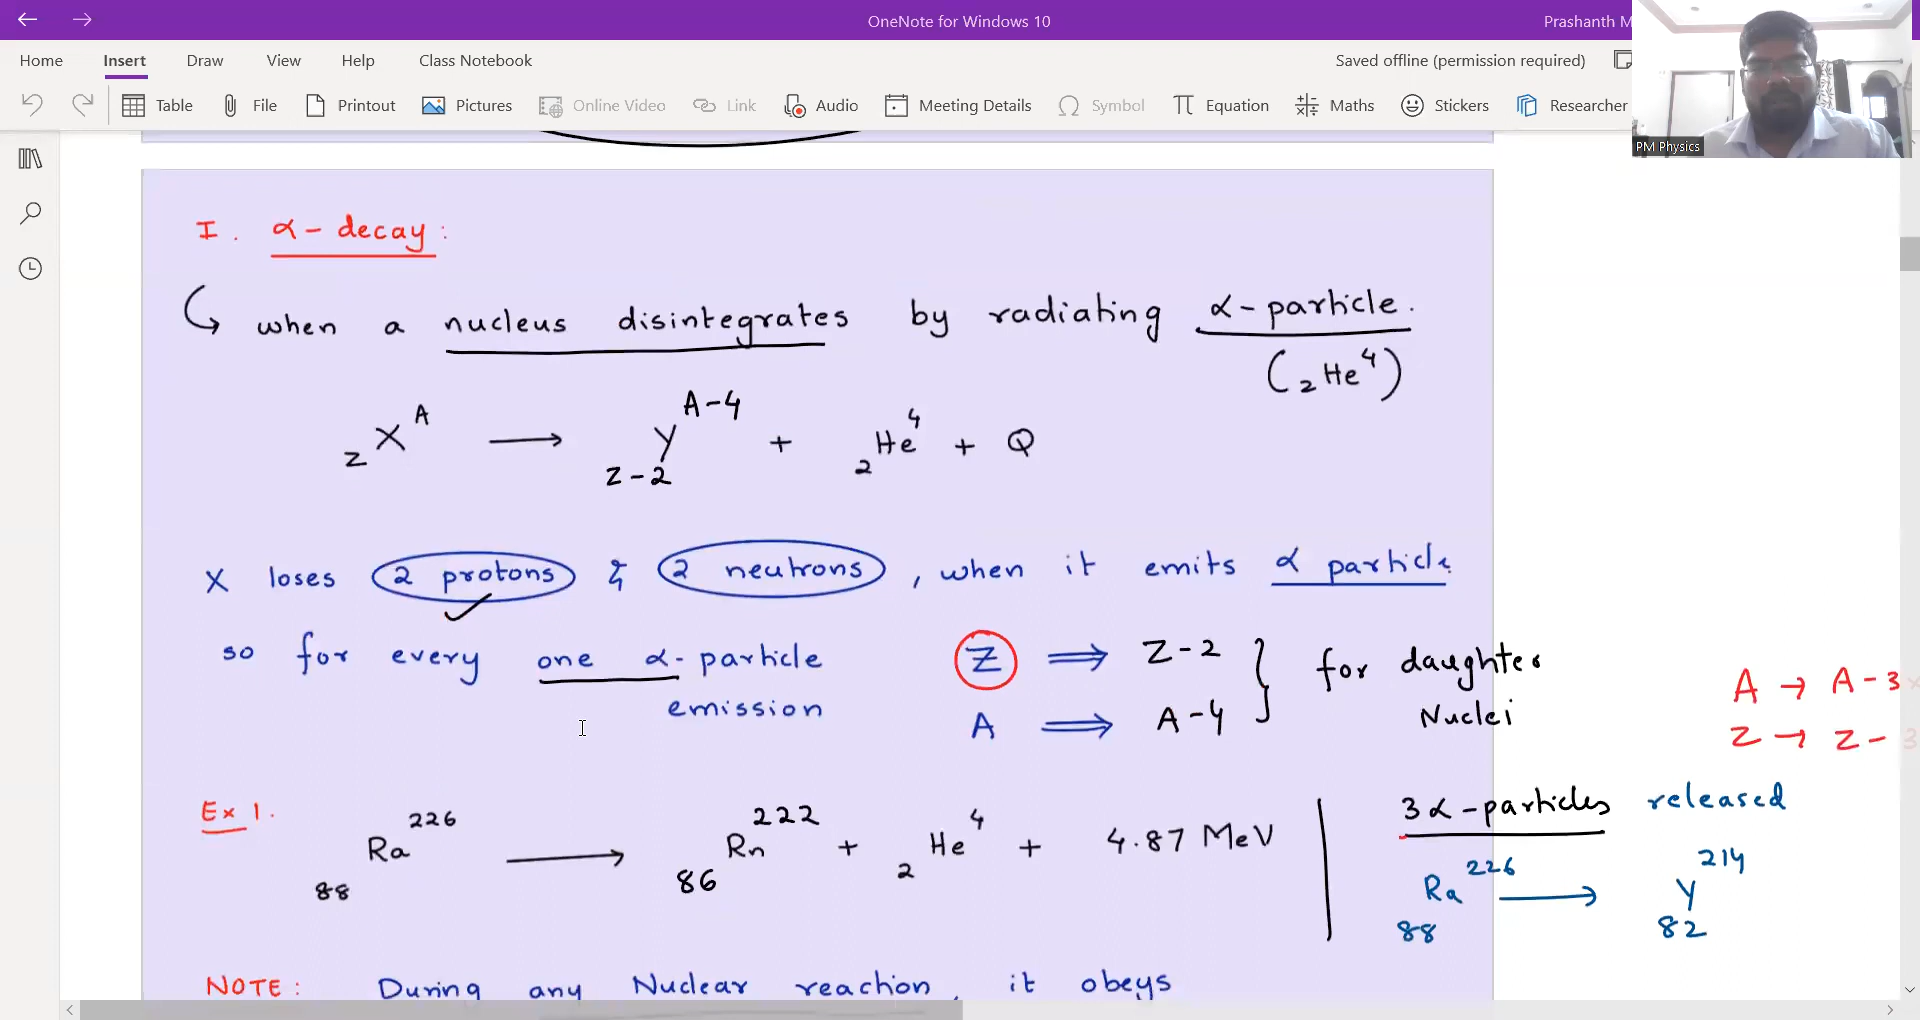 OneNote for Windows 10
Prashanth M
Home Insert Draw View Help Class Notebook
Saved offline (permission required)
Table File Printout Pictures Online Video Link Audio Meeting Details Symbol Equation Maths Stickers Researcher
PM Physics
I. α-decay:
when a nucleus disintegrates by radiating α-particle.
(₂He⁴)
zXᴬ → z-2Yᴬ⁻⁴ + ₂He⁴ + Q
X loses 2 protons & 2 neutrons, when it emits α particle
so for every one α-particle
emission
Z ⟹ Z-2
A ⟹ A-4
} for daughter
Nuclei
A → A-3
Z → Z-3
Ex 1. ₈₈Ra²²⁶ → ₈₆Rn²²² + ₂He⁴ + 4.87 MeV
3α-particles released
₈₈Ra²²⁶ → ₈₂Y²¹⁴
NOTE: During any Nuclear reaction, it obeys